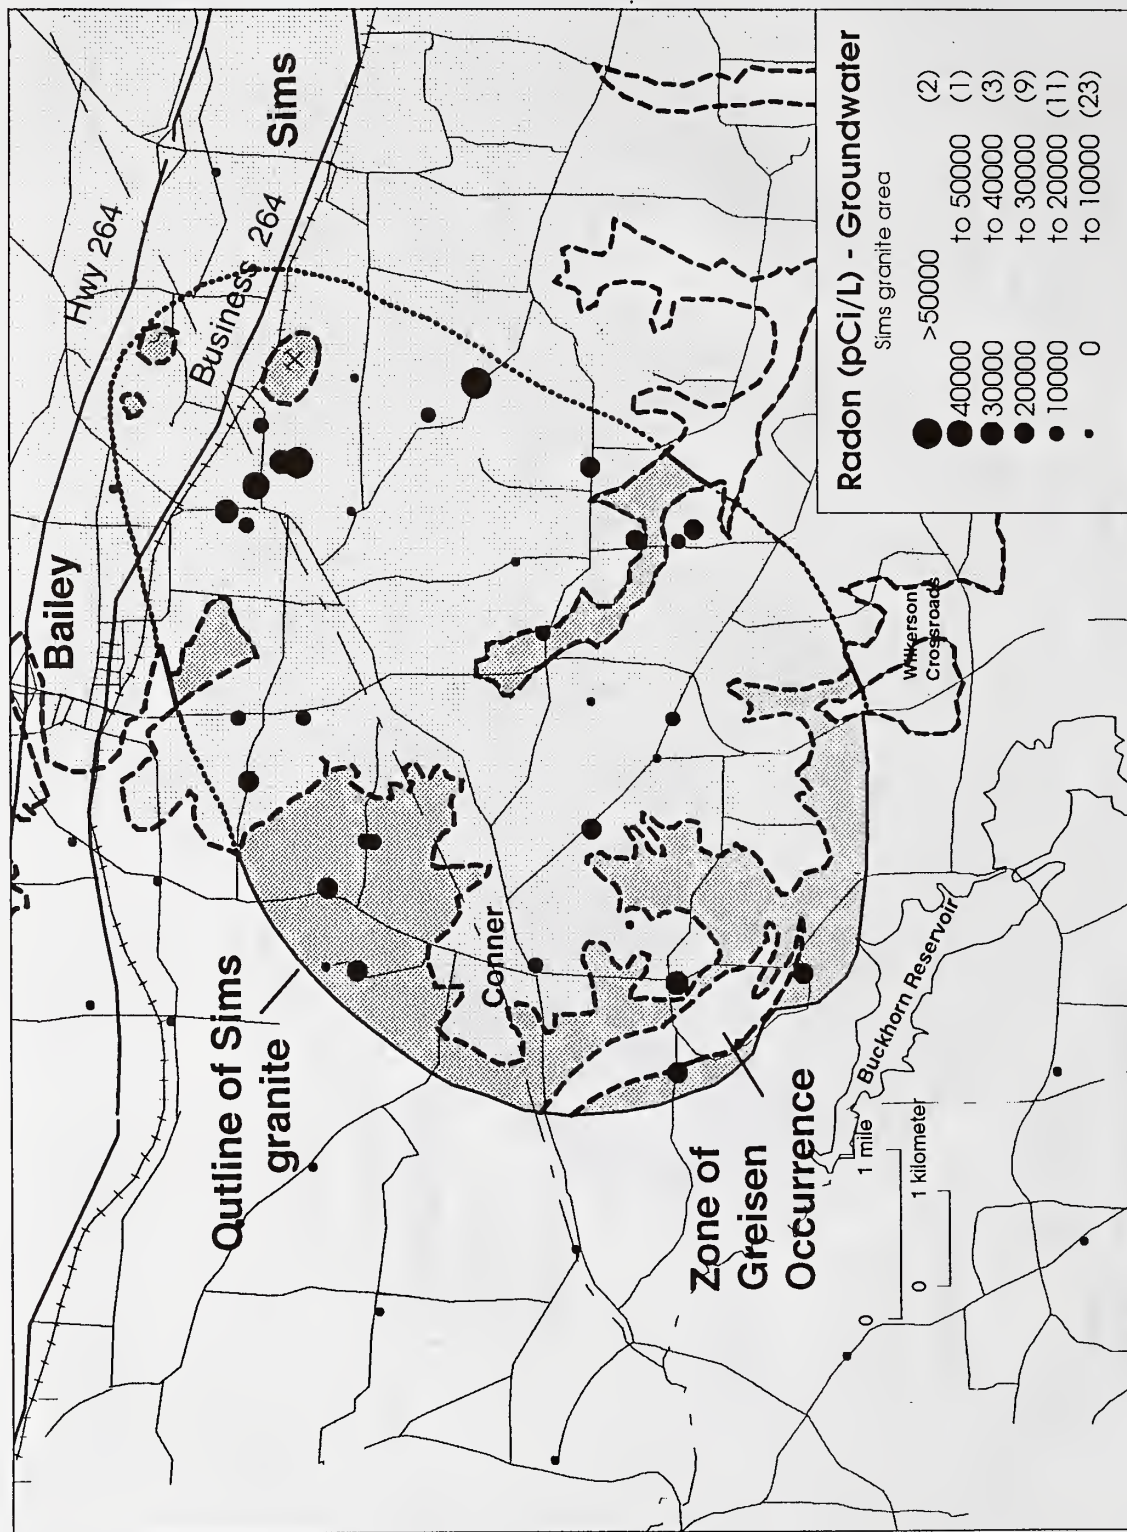 Hwy 264
Sims
Business 264
Bailey
Outline of Sims
granite
Conner
Wilkerson
Crossroads
Buckhorn Reservoir
Zone of
Greisen
Occurrence
0 1 mile
0 1 kilometer
Radon (pCi/L) - Groundwater
Sims granite area
>50000 (2)
40000 to 50000 (1)
30000 to 40000 (3)
20000 to 30000 (9)
10000 to 20000 (11)
0 to 10000 (23)